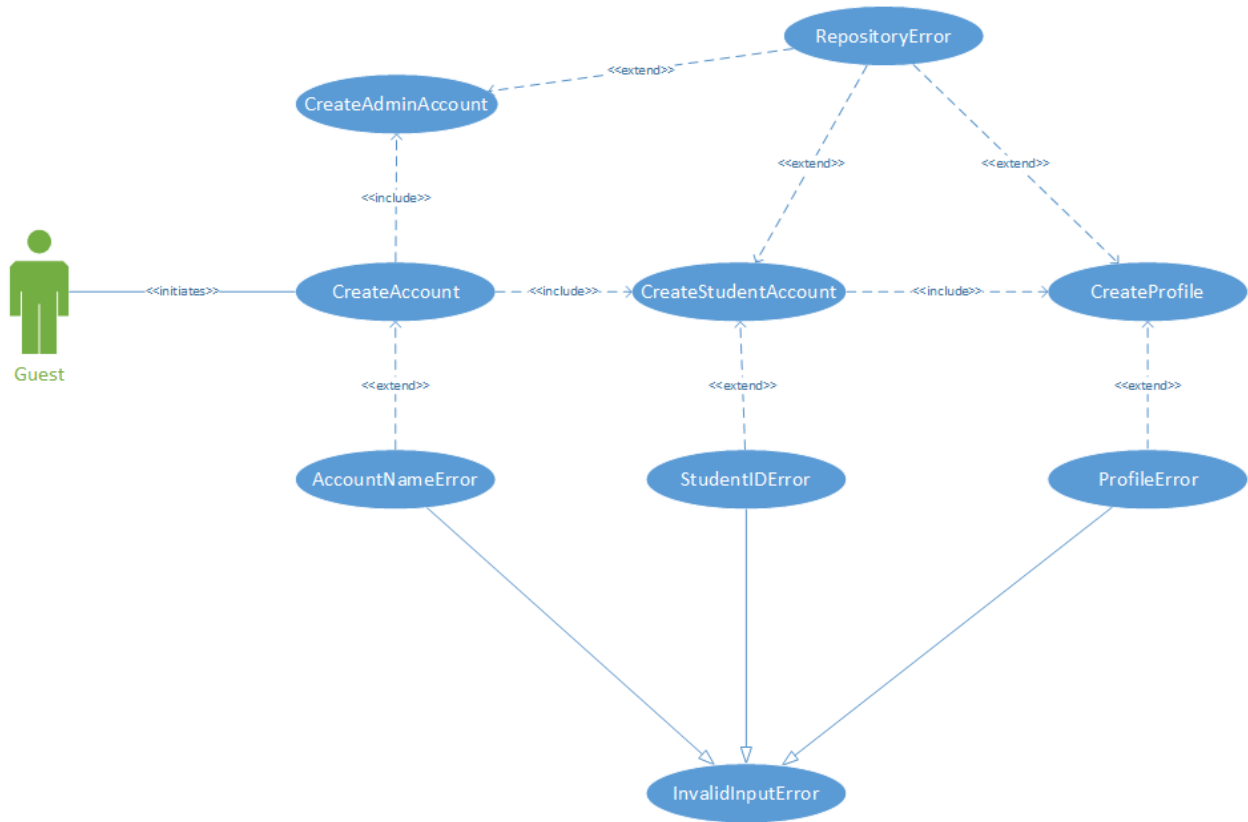 RepositoryError
<<extend>>
CreateAdminAccount
<<extend>>
<<extend>>
<<include>>
<<initiates>>
CreateAccount
<<include>>
CreateStudentAccount
<<include>>
CreateProfile
Guest
<<extend>>
<<extend>>
<<extend>>
AccountNameError
StudentIDError
ProfileError
InvalidInputError